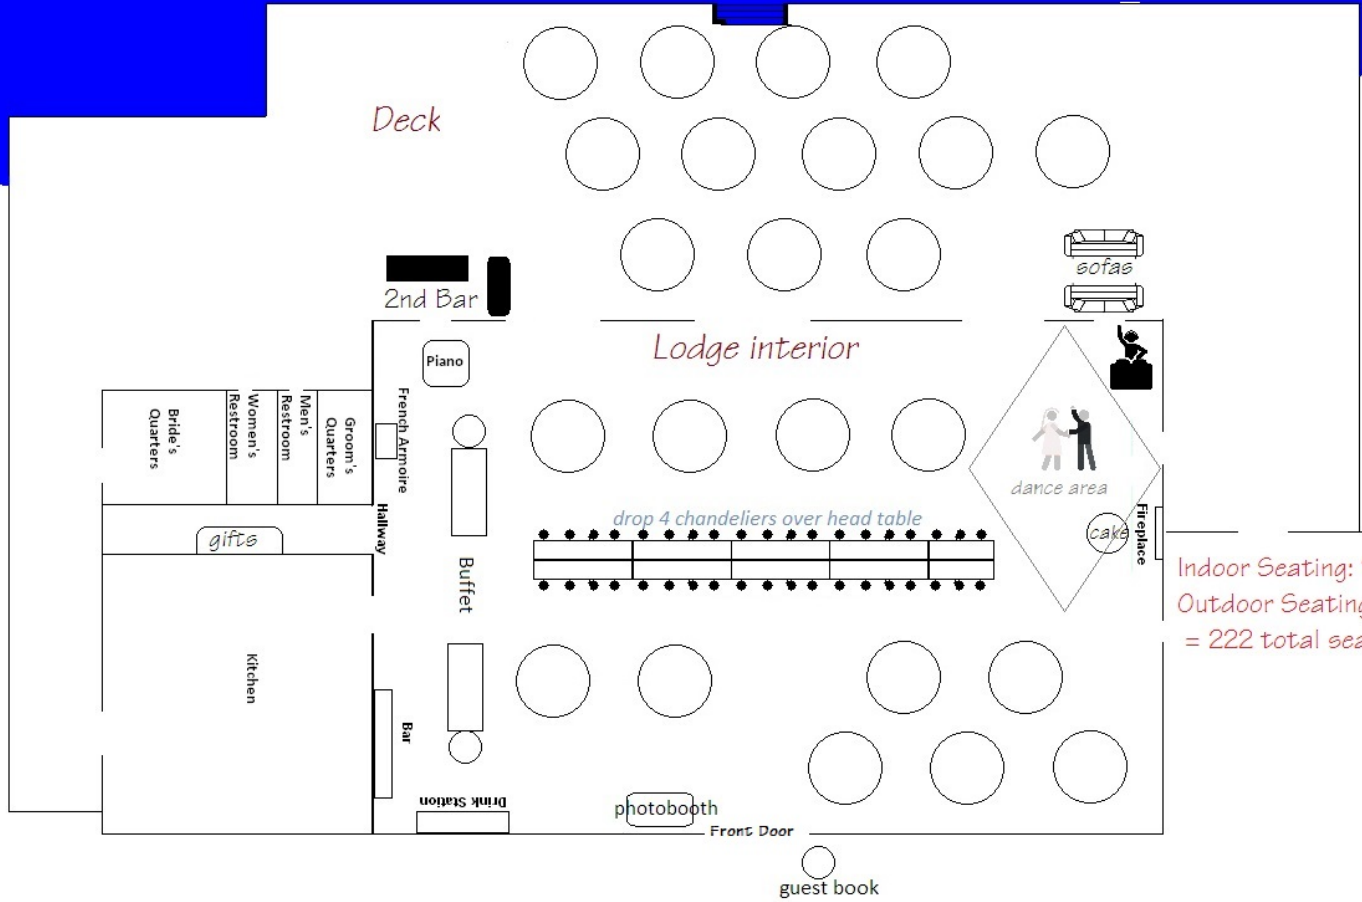 Deck
2nd Bar
sofas
Lodge interior
Piano
French Armoire
Bride's
Quarters
Women's
Restroom
Men's
Restroom
Groom's
Quarters
dance area
drop 4 chandeliers over head table
cake
Fireplace
Hallway
gifts
Buffet
Indoor Seating:
Outdoor Seating
= 222 total sea
Kitchen
Bar
Drink Station
photobooth
Front Door
guest book